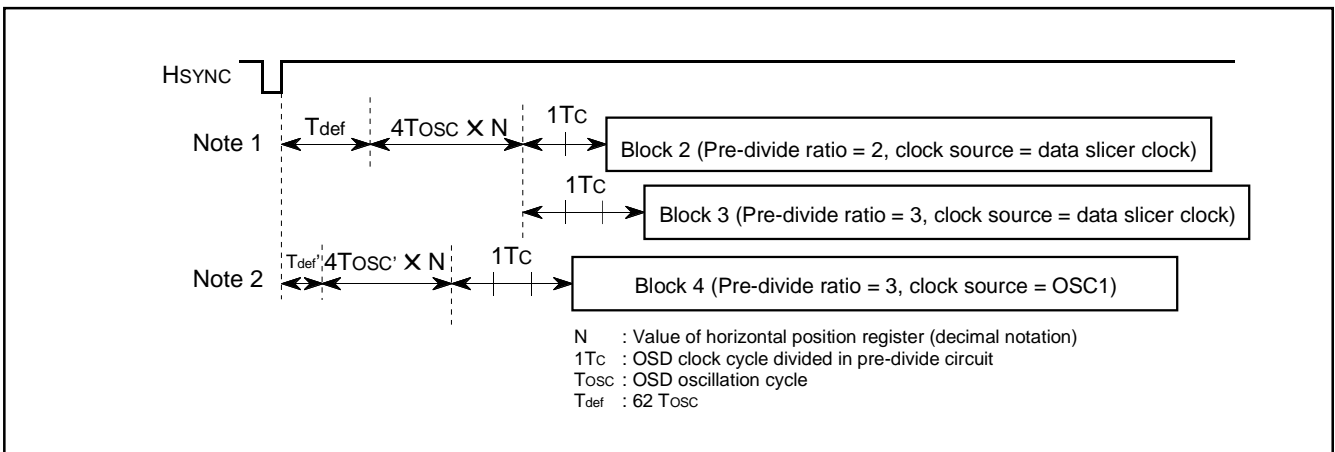 HSYNC
Note 1 Tdef 4TOSC × N 1TC Block 2 (Pre-divide ratio = 2, clock source = data slicer clock)
1TC Block 3 (Pre-divide ratio = 3, clock source = data slicer clock)
Note 2 Tdef' 4TOSC' × N 1TC Block 4 (Pre-divide ratio = 3, clock source = OSC1)
N : Value of horizontal position register (decimal notation)
1TC : OSD clock cycle divided in pre-divide circuit
TOSC : OSD oscillation cycle
Tdef : 62 TOSC